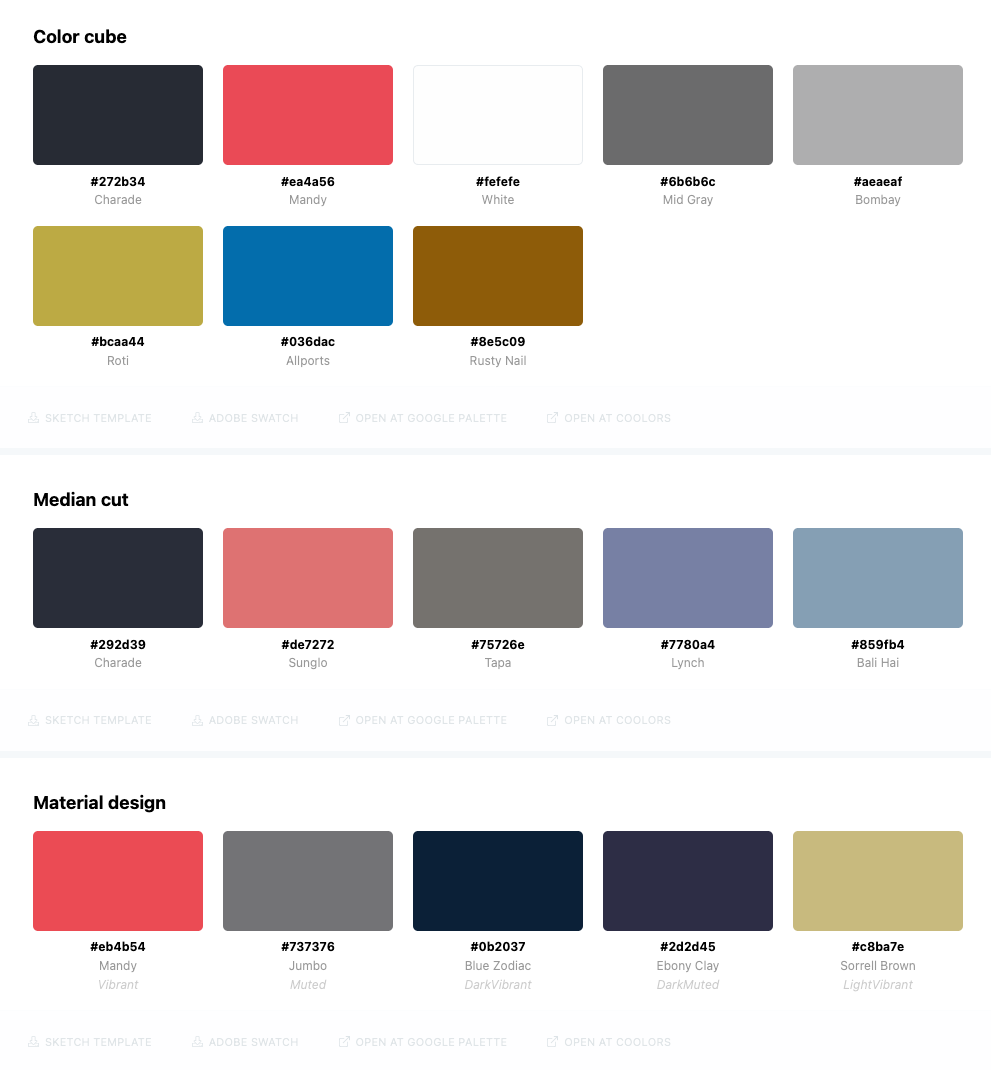 Color cube
#272b34 #ea4a56 #fefefe #6b6b6c #aeaeaf
Charade Mandy White Mid Gray Bombay
#bcaa44 #036dac #8e5c09
Roti Allports Rusty Nail
SKETCH TEMPLATE ADOBE SWATCH OPEN AT GOOGLE PALETTE OPEN AT COOLORS
Median cut
#292d39 #de7272 #75726e #7780a4 #859fb4
Charade Sunglo Tapa Lynch Bali Hai
SKETCH TEMPLATE ADOBE SWATCH OPEN AT GOOGLE PALETTE OPEN AT COOLORS
Material design
#eb4b54 #737376 #0b2037 #2d2d45 #c8ba7e
Mandy Jumbo Blue Zodiac Ebony Clay Sorrell Brown
Vibrant Muted DarkVibrant DarkMuted LightVibrant
SKETCH TEMPLATE ADOBE SWATCH OPEN AT GOOGLE PALETTE OPEN AT COOLORS